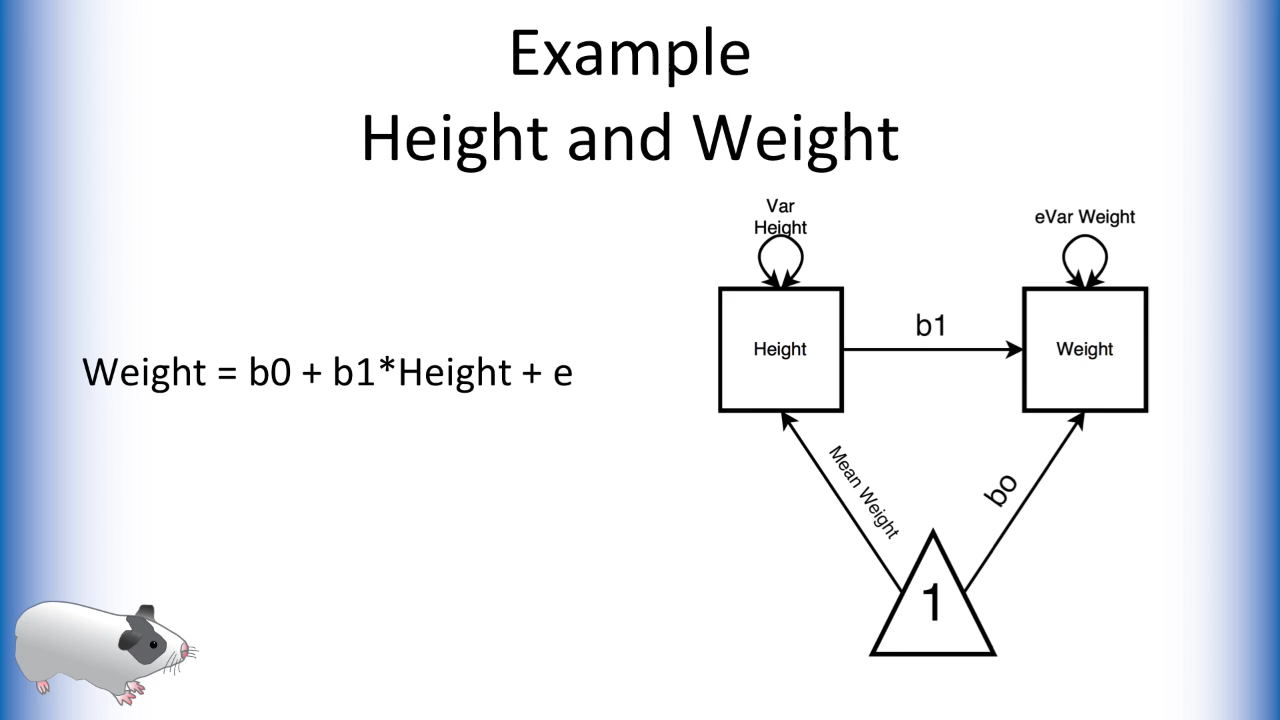 Example
Height and Weight
Var
Height
eVar Weight
b1
Height
Weight
Weight = b0 + b1*Height + e
Mean Weight
bo
1